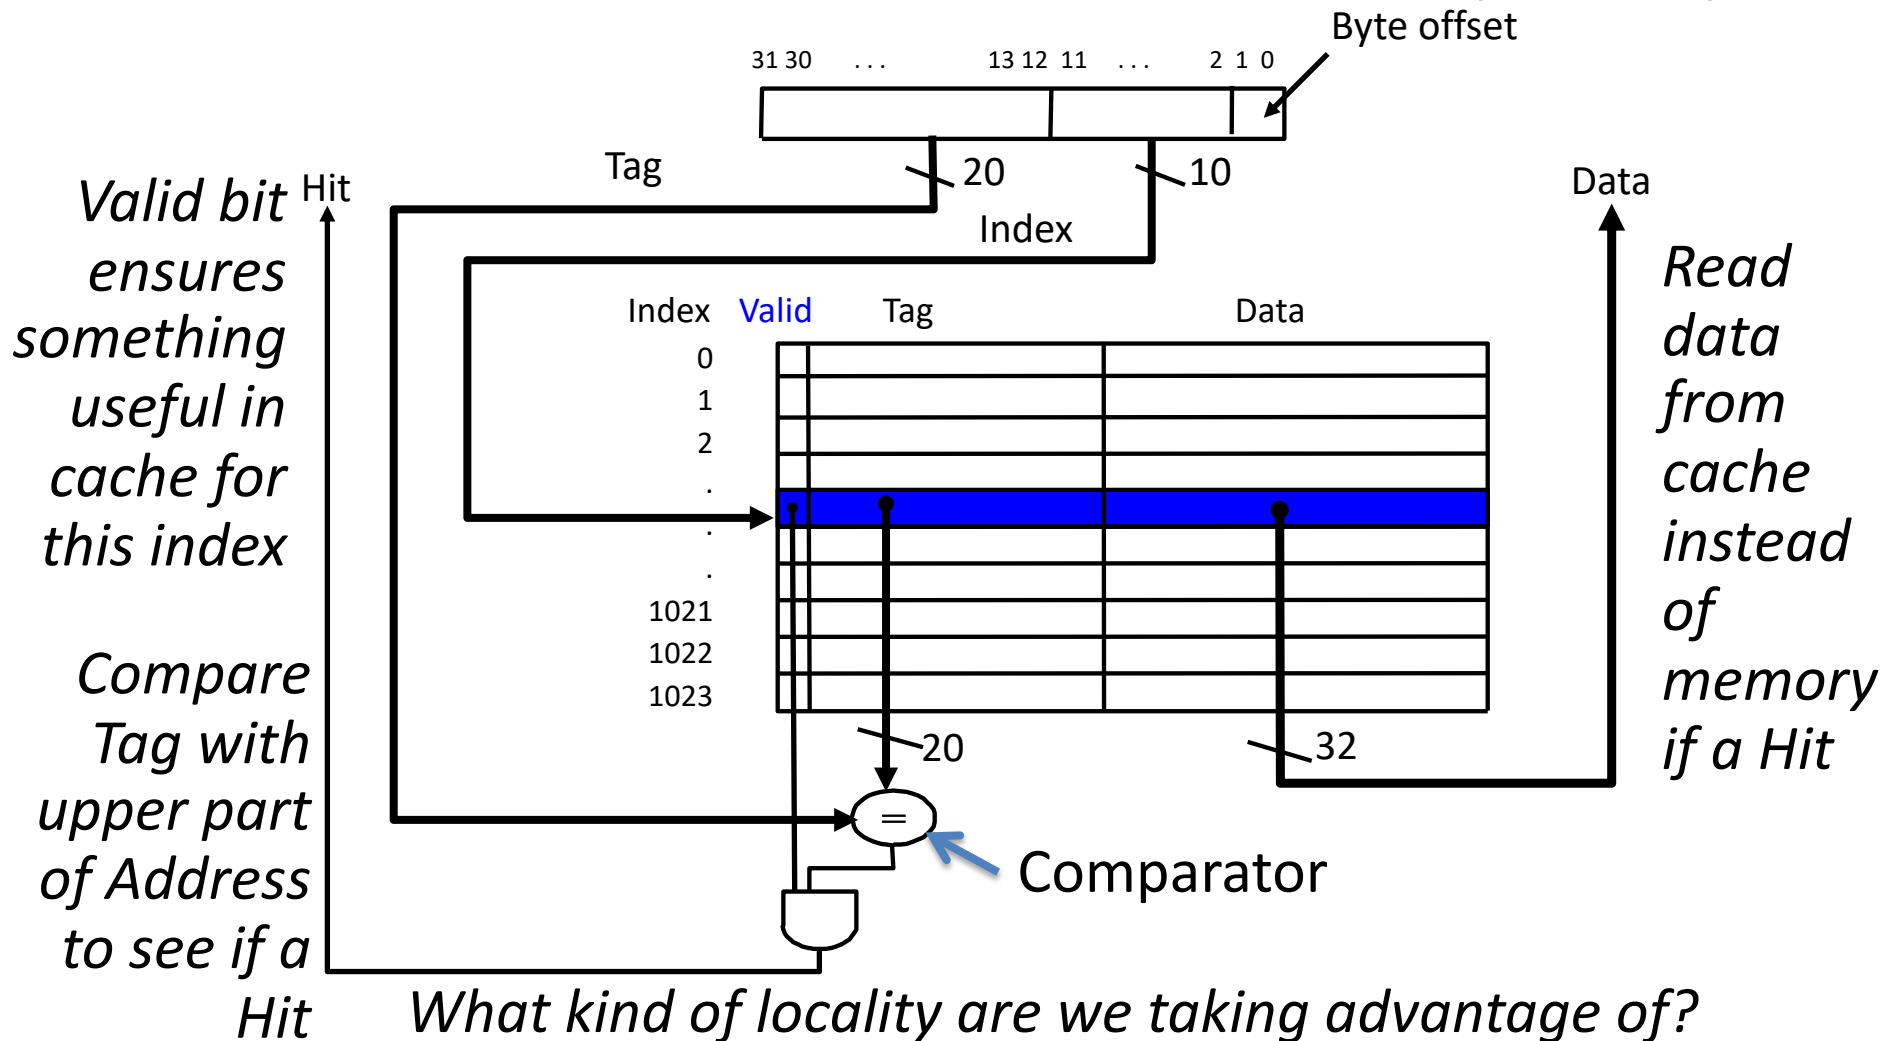 Byte offset
31 30 . . . 13 12 11 . . . 2 1 0
Tag
20
10
Hit
Data
Index
Valid bit
ensures
something
useful in
cache for
this index
Read
data
from
cache
instead
of
memory
if a Hit
Index Valid Tag Data
0
1
2
.
.
.
1021
1022
1023
20
32
Compare
Tag with
upper part
of Address
to see if a
Hit
=
Comparator
What kind of locality are we taking advantage of?